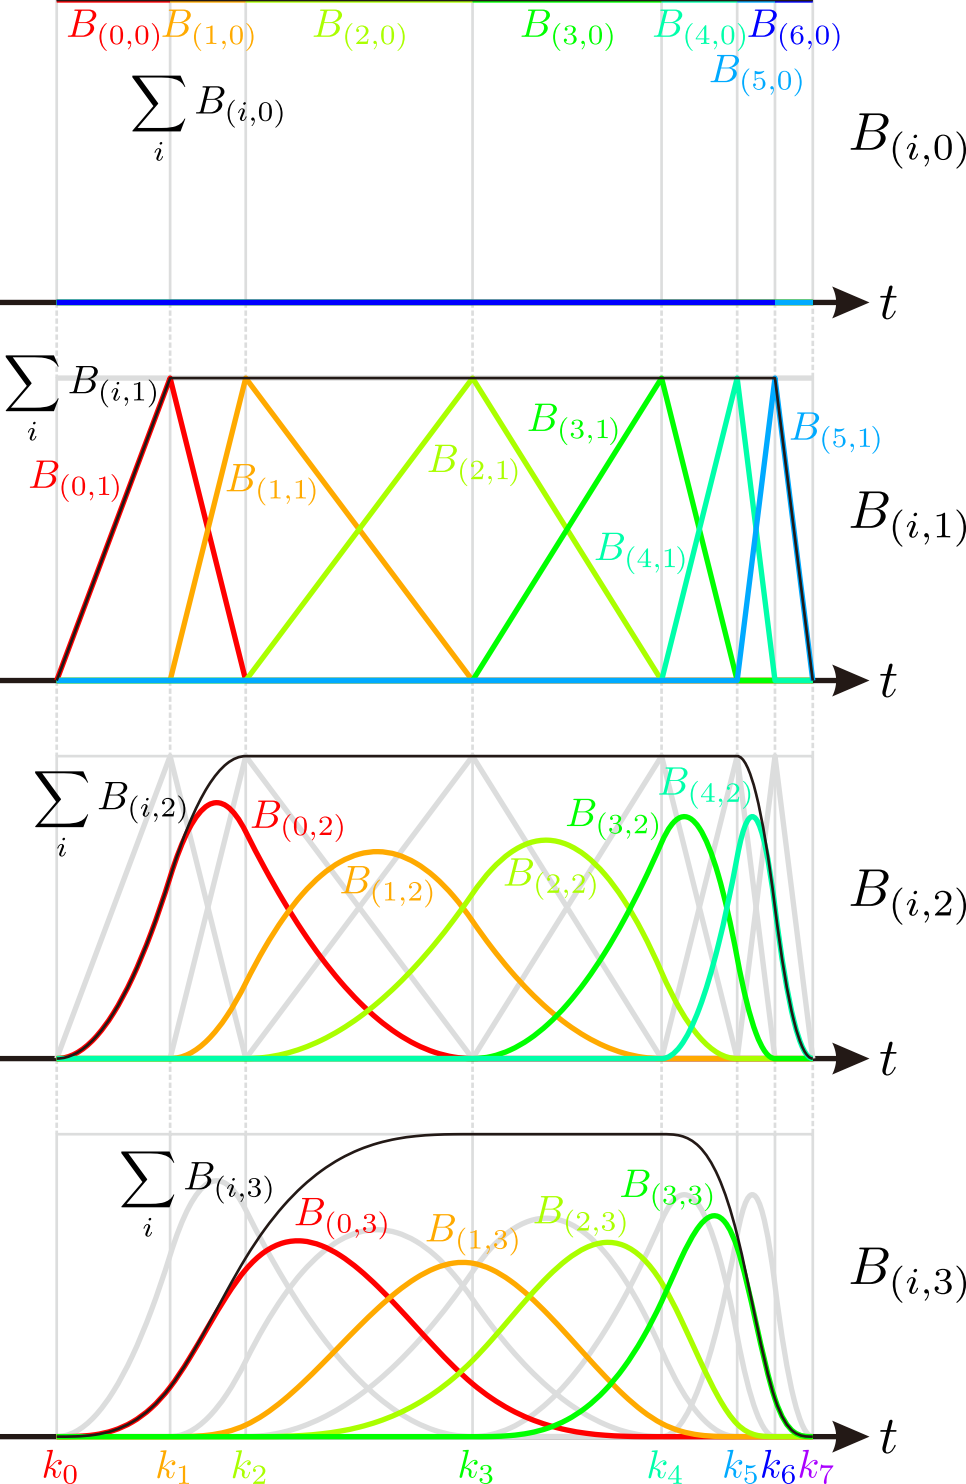 B(0,0) B(1,0) B(2,0) B(3,0) B(4,0) B(6,0)
B(5,0)
∑i B(i,0)
B(i,0)
t
∑i B(i,1)
B(5,1)
B(3,1)
B(2,1)
B(0,1) B(1,1)
B(i,1)
B(4,1)
t
B(4,2)
∑i B(i,2)
B(0,2) B(3,2)
B(1,2) B(2,2)
B(i,2)
t
∑i B(i,3)
B(3,3)
B(0,3) B(1,3) B(2,3)
B(i,3)
t
k0 k1 k2 k3 k4 k5 k6 k7